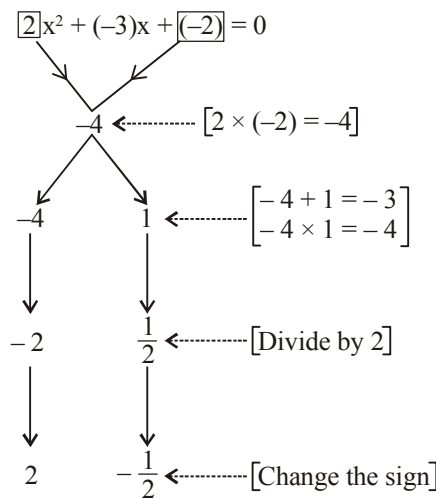 2x² + (–3)x + (–2) = 0
–4 [2 × (–2) = –4]
–4 1 [– 4 + 1 = – 3
– 4 × 1 = – 4]
– 2 1/2 [Divide by 2]
2 – 1/2 [Change the sign]